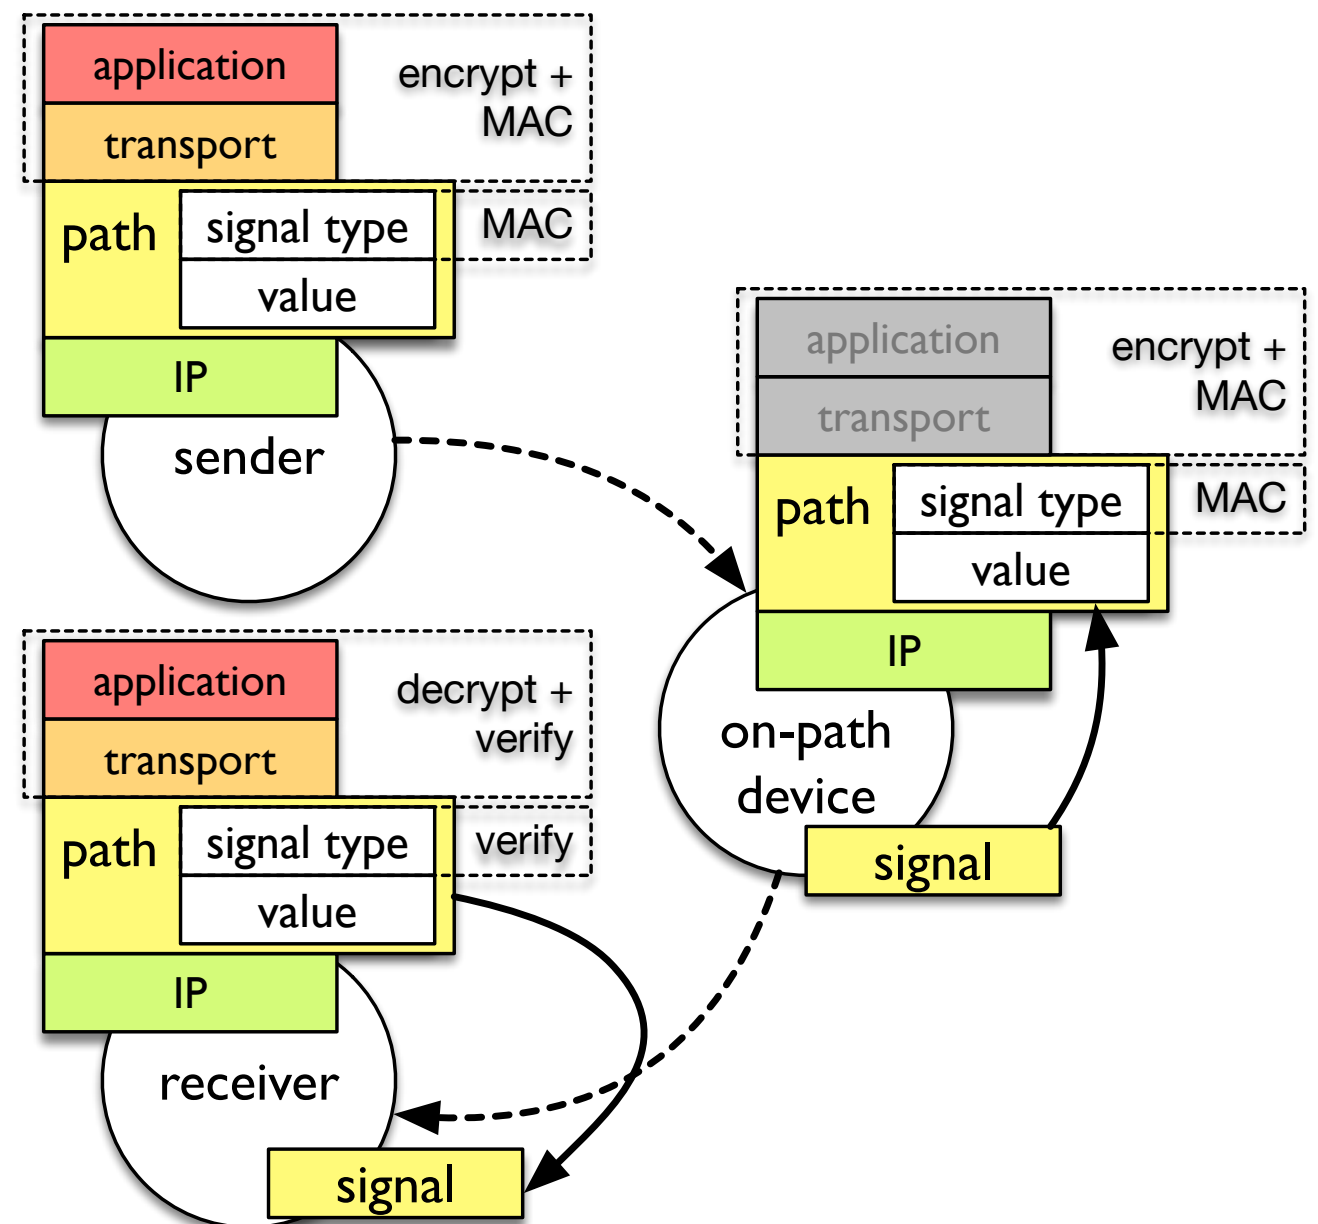 application
encrypt +
MAC
transport
path
signal type
MAC
value
IP
sender
application
encrypt +
MAC
transport
path
signal type
MAC
value
IP
on-path
device
signal
application
decrypt +
verify
transport
path
signal type
verify
value
IP
receiver
signal